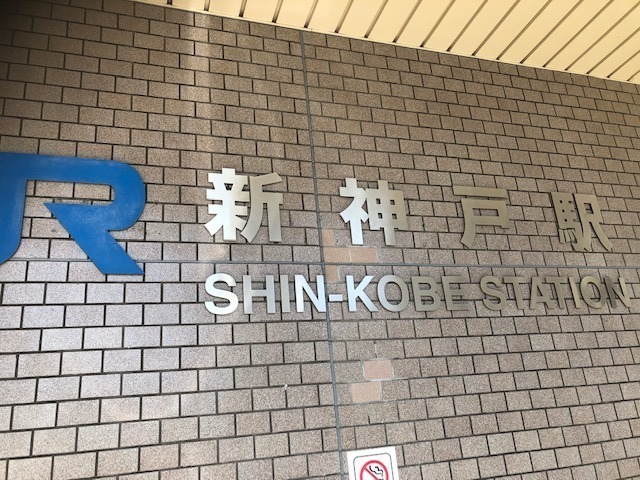 JR 新神戸駅
SHIN-KOBE STATION